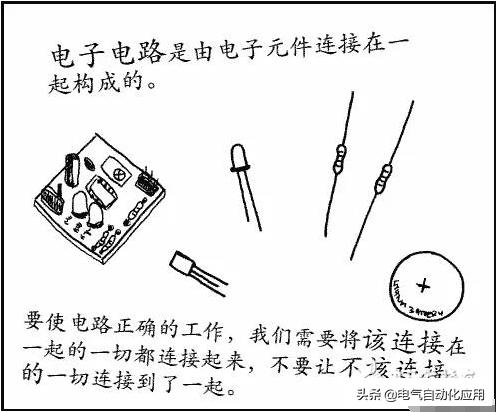 电子电路是由电子元件连接在一
起构成的。
要使电路正确的工作，我们需要将该连接在
一起的一切都连接起来，不要让不该连接
的一切连接到了一起。
头条@电气自动化应用